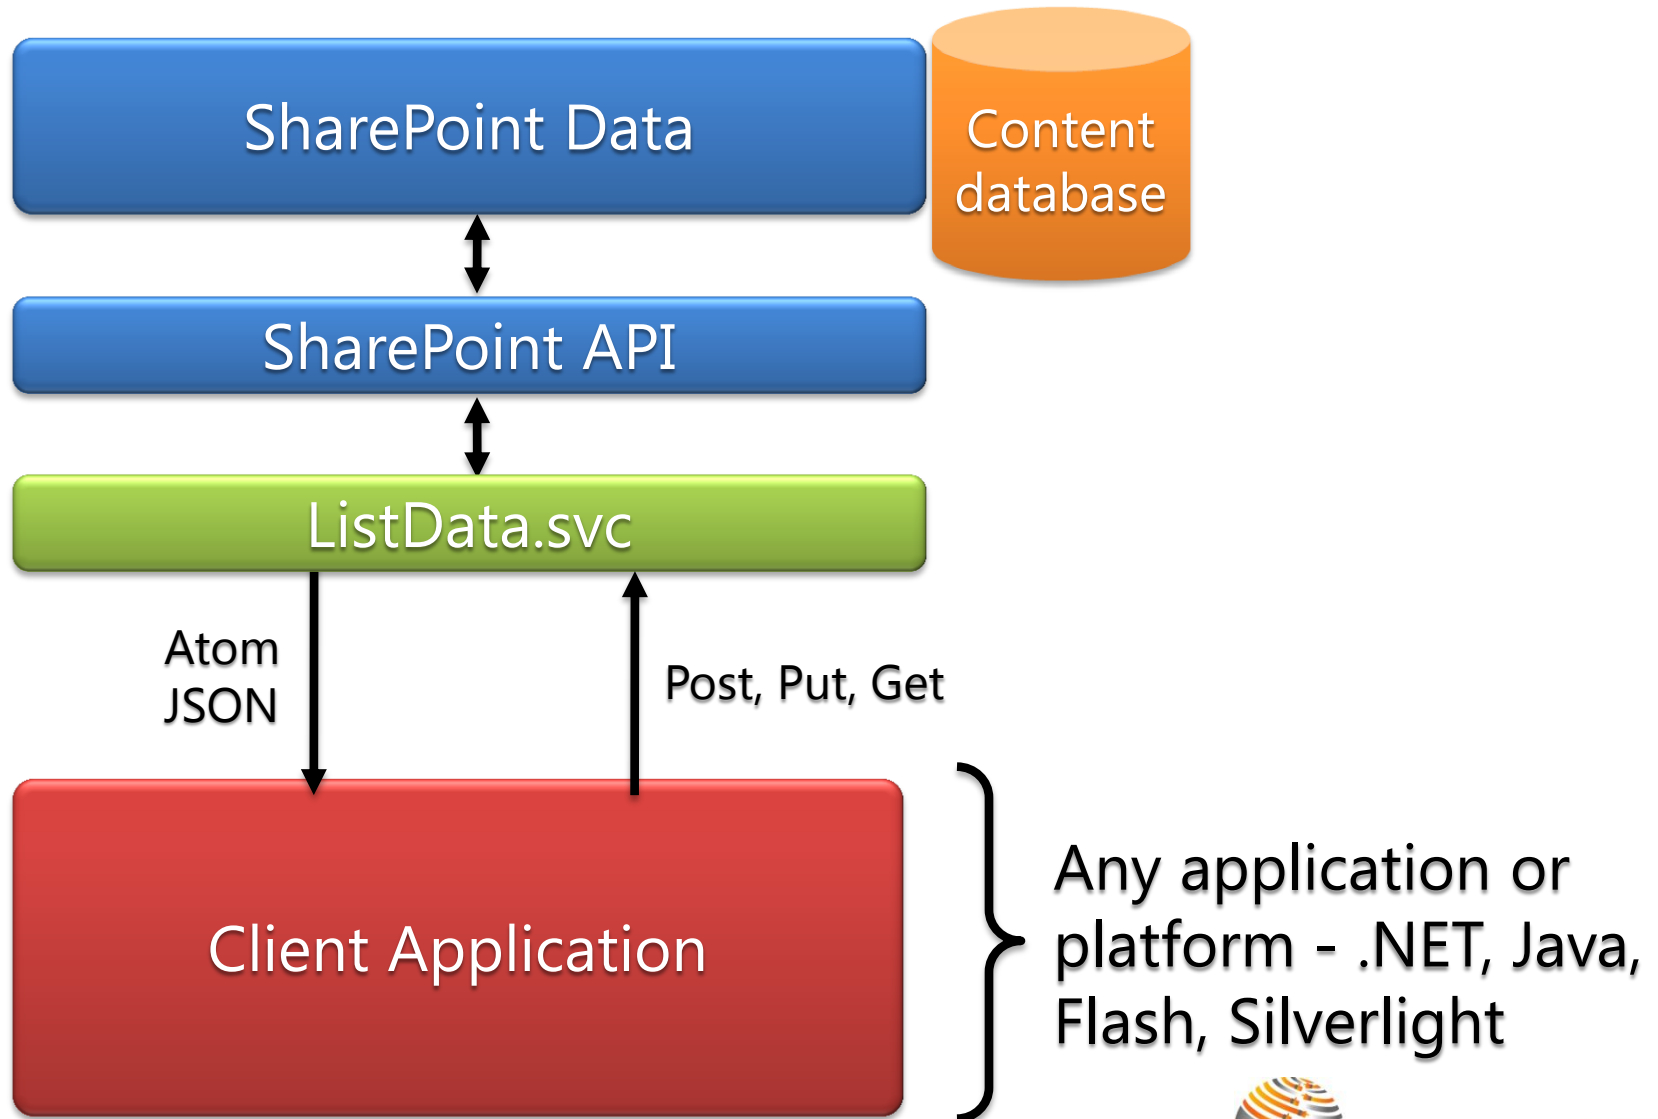 SharePoint Data
Content
database
SharePoint API
ListData.svc
Atom
JSON
Post, Put, Get
Client Application
Any application or
platform - .NET, Java,
Flash, Silverlight